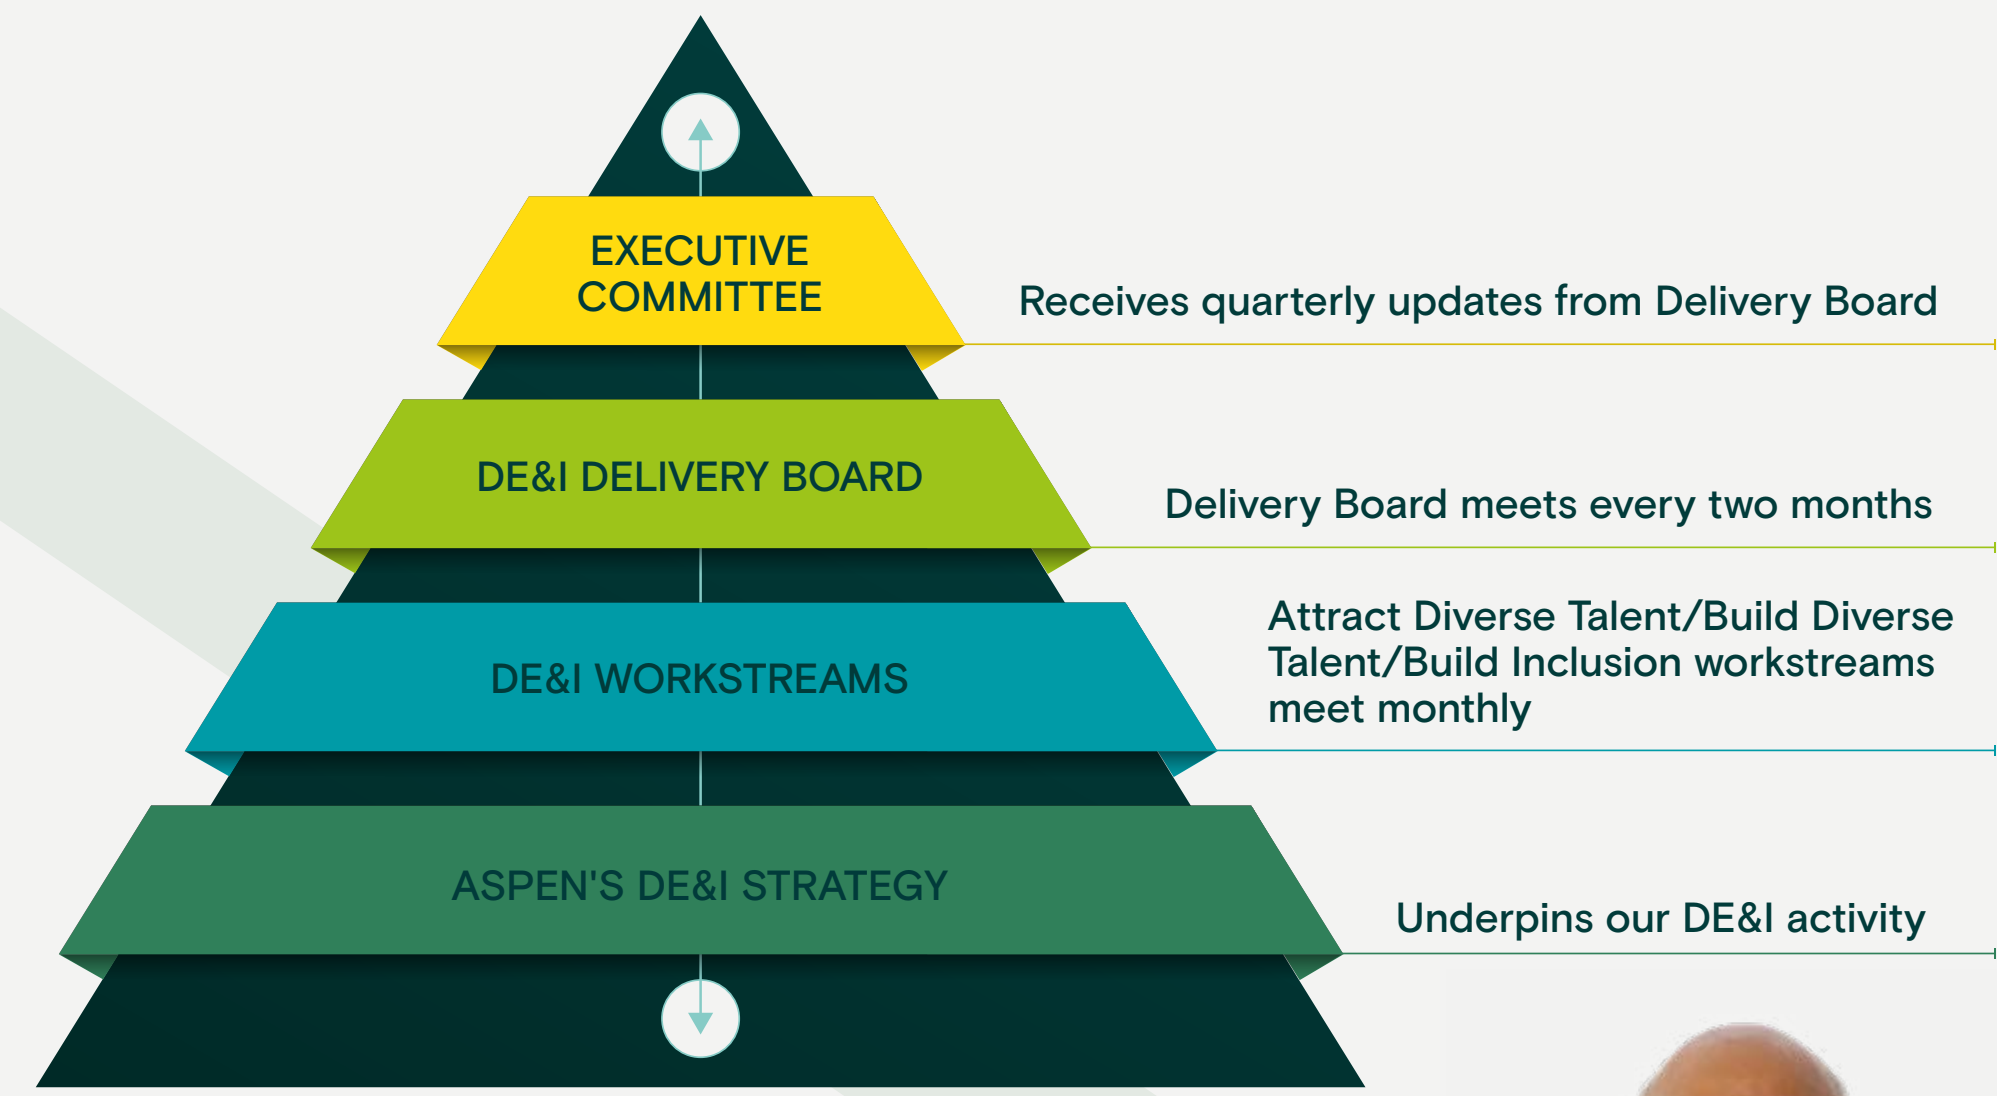 EXECUTIVE
COMMITTEE
Receives quarterly updates from Delivery Board
DE&I DELIVERY BOARD
Delivery Board meets every two months
DE&I WORKSTREAMS
Attract Diverse Talent/Build Diverse
Talent/Build Inclusion workstreams
meet monthly
ASPEN'S DE&I STRATEGY
Underpins our DE&I activity